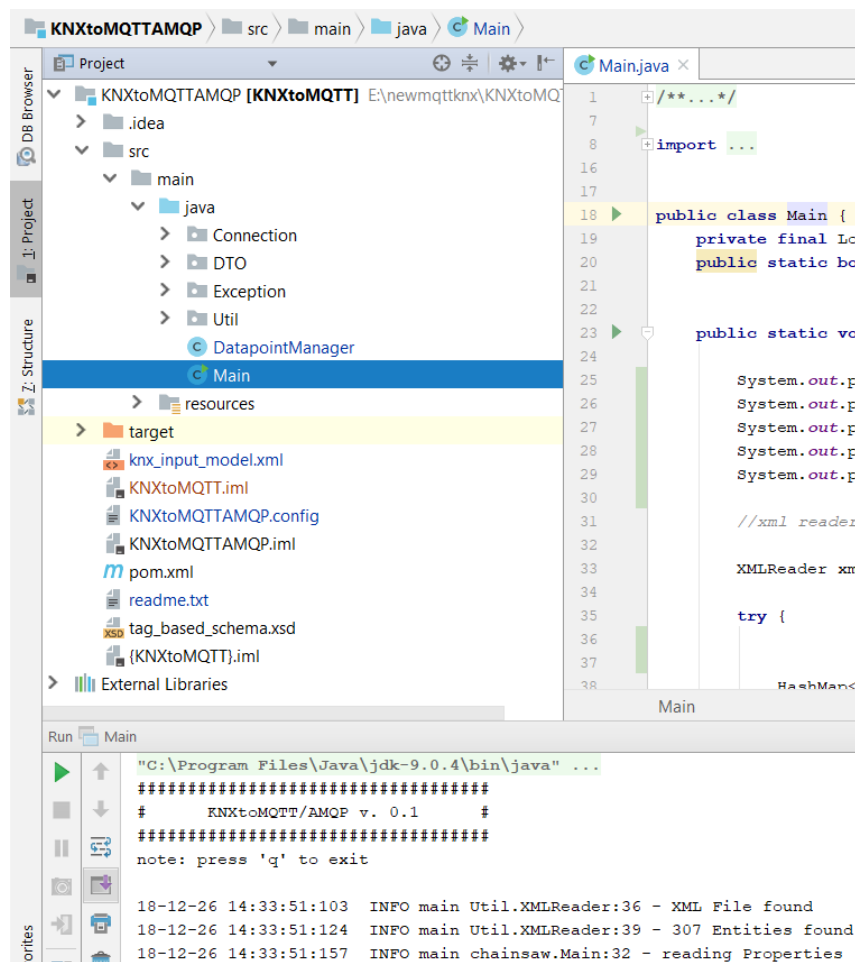 KNXtoMQTTAMQP src main java Main
Project
Main.java
DB Browser
1: Project
Z: Structure
KNXtoMQTTAMQP [KNXtoMQTT] E:\newmqttknx\KNXtoMQ
.idea
src
main
java
Connection
DTO
Exception
Util
DatapointManager
Main
resources
target
knx_input_model.xml
KNXtoMQTT.iml
KNXtoMQTTAMQP.config
KNXtoMQTTAMQP.iml
pom.xml
readme.txt
tag_based_schema.xsd
{KNXtoMQTT}.iml
External Libraries
1 /**...*/
7
8 import ...
16
17
18 public class Main {
19 private final Lo
20 public static bo
21
22
23 public static vo
24
25 System.out.p
26 System.out.p
27 System.out.p
28 System.out.p
29 System.out.p
30
31 //xml reader
32
33 XMLReader xm
34
35 try {
36
37
38 HashMap<
Main
Run Main
"C:\Program Files\Java\jdk-9.0.4\bin\java" ...
###################################
# KNXtoMQTT/AMQP v. 0.1 #
###################################
note: press 'q' to exit
18-12-26 14:33:51:103 INFO main Util.XMLReader:36 - XML File found
18-12-26 14:33:51:124 INFO main Util.XMLReader:39 - 307 Entities found
18-12-26 14:33:51:157 INFO main chainsaw.Main:32 - reading Properties
orites